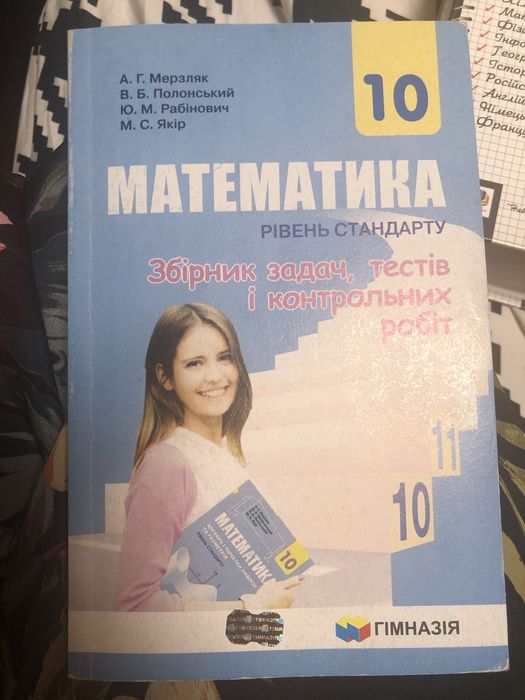 А. Г. Мерзляк
В. Б. Полонський
Ю. М. Рабінович
М. С. Якір
10
МАТЕМАТИКА
РІВЕНЬ СТАНДАРТУ
Збірник задач, тестів
і контрольних
робіт
11
10
МАТЕМАТИКА
10
ГІМНАЗІЯ